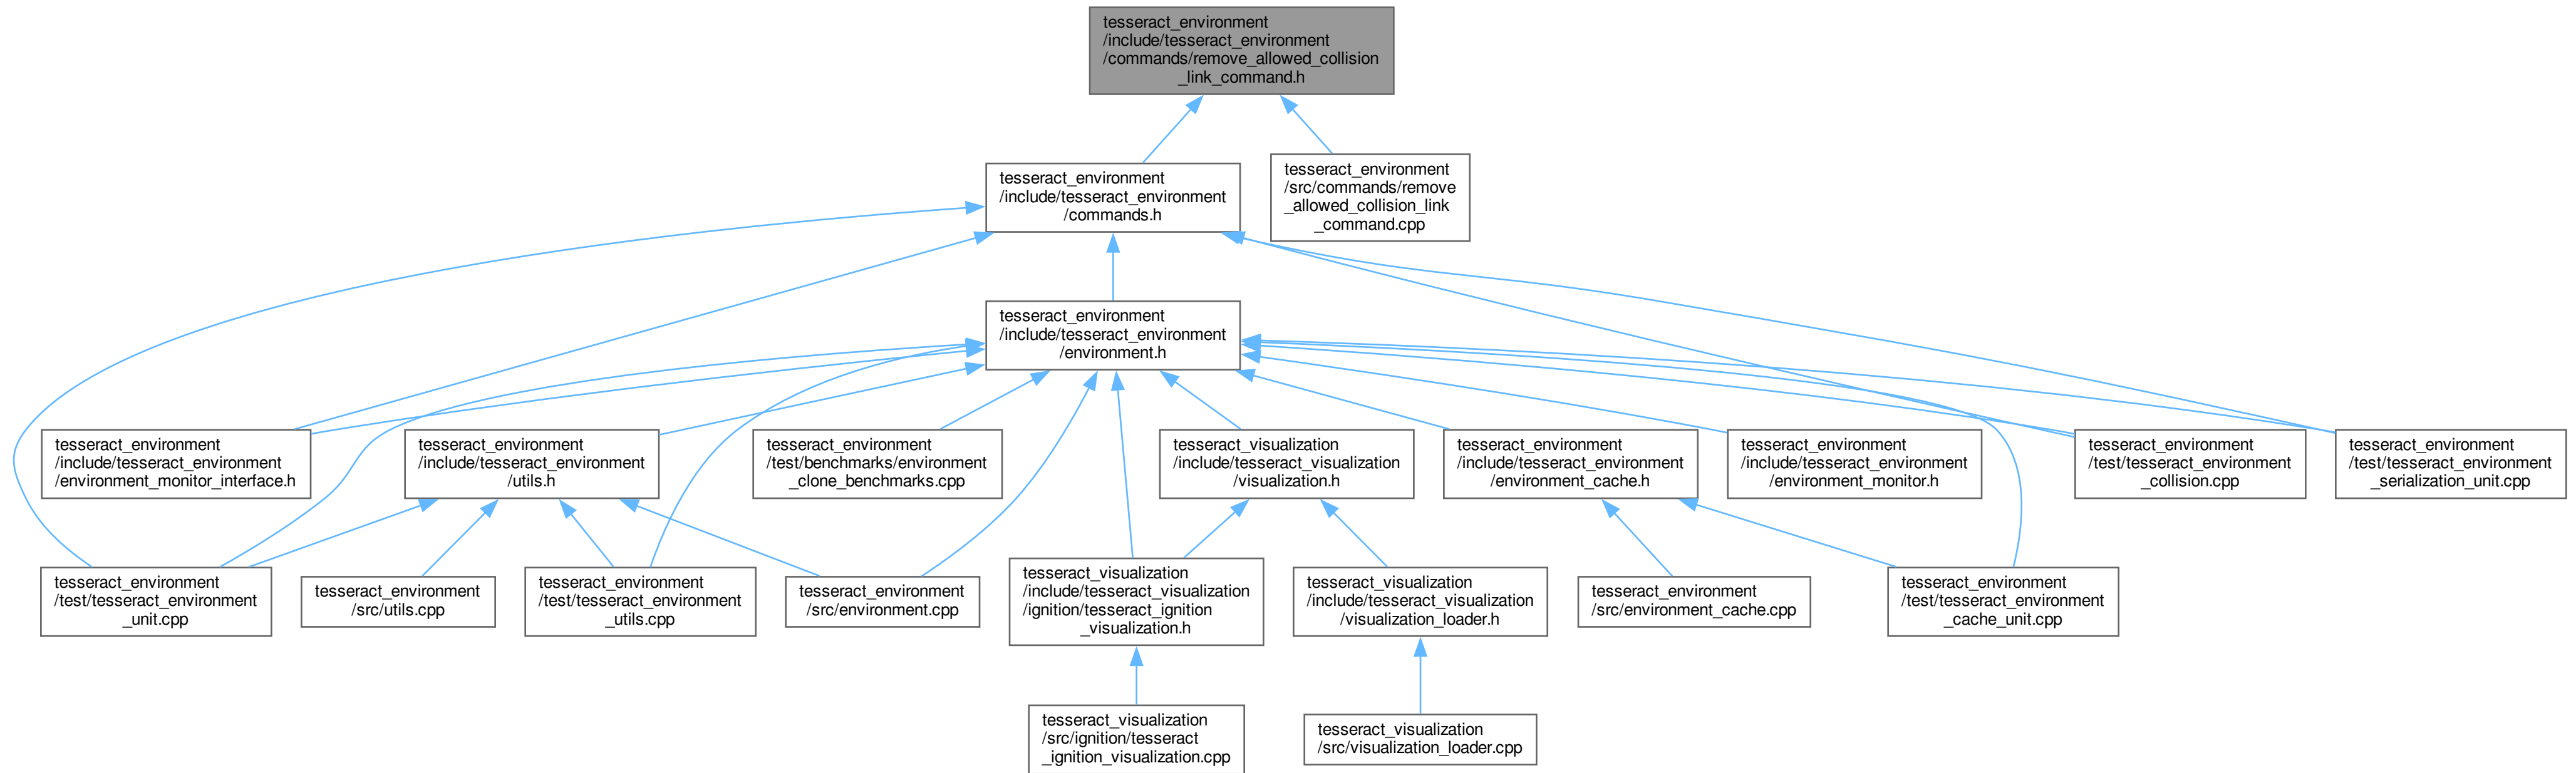 tesseract_environment
/include/tesseract_environment
/commands/remove_allowed_collision
_link_command.h
tesseract_environment
/include/tesseract_environment
/commands.h
tesseract_environment
/src/commands/remove
_allowed_collision_link
_command.cpp
tesseract_environment
/include/tesseract_environment
/environment.h
tesseract_environment
/include/tesseract_environment
/environment_monitor_interface.h
tesseract_environment
/include/tesseract_environment
/utils.h
tesseract_environment
/test/benchmarks/environment
_clone_benchmarks.cpp
tesseract_visualization
/include/tesseract_visualization
/visualization.h
tesseract_environment
/include/tesseract_environment
/environment_cache.h
tesseract_environment
/include/tesseract_environment
/environment_monitor.h
tesseract_environment
/test/tesseract_environment
_collision.cpp
tesseract_environment
/test/tesseract_environment
_serialization_unit.cpp
tesseract_environment
/test/tesseract_environment
_unit.cpp
tesseract_environment
/src/utils.cpp
tesseract_environment
/test/tesseract_environment
_utils.cpp
tesseract_environment
/src/environment.cpp
tesseract_visualization
/include/tesseract_visualization
/ignition/tesseract_ignition
_visualization.h
tesseract_visualization
/include/tesseract_visualization
/visualization_loader.h
tesseract_environment
/src/environment_cache.cpp
tesseract_environment
/test/tesseract_environment
_cache_unit.cpp
tesseract_visualization
/src/ignition/tesseract
_ignition_visualization.cpp
tesseract_visualization
/src/visualization_loader.cpp